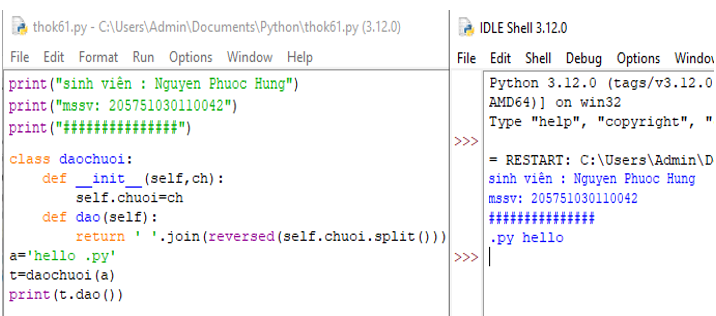 thok61.py - C:\Users\Admin\Documents\Python\thok61.py (3.12.0)
File Edit Format Run Options Window Help
print("sinh viên : Nguyen Phuoc Hung")
print("mssv: 205751030110042")
print("###############")
class daochuoi:
    def __init__(self,ch):
        self.chuoi=ch
    def dao(self):
        return ' '.join(reversed(self.chuoi.split()))
a='hello .py'
t=daochuoi(a)
print(t.dao())
IDLE Shell 3.12.0
File Edit Shell Debug Options Window
Python 3.12.0 (tags/v3.12.0
AMD64)] on win32
Type "help", "copyright", "
>>>
= RESTART: C:\Users\Admin\D
sinh viên : Nguyen Phuoc Hung
mssv: 205751030110042
###############
.py hello
>>>